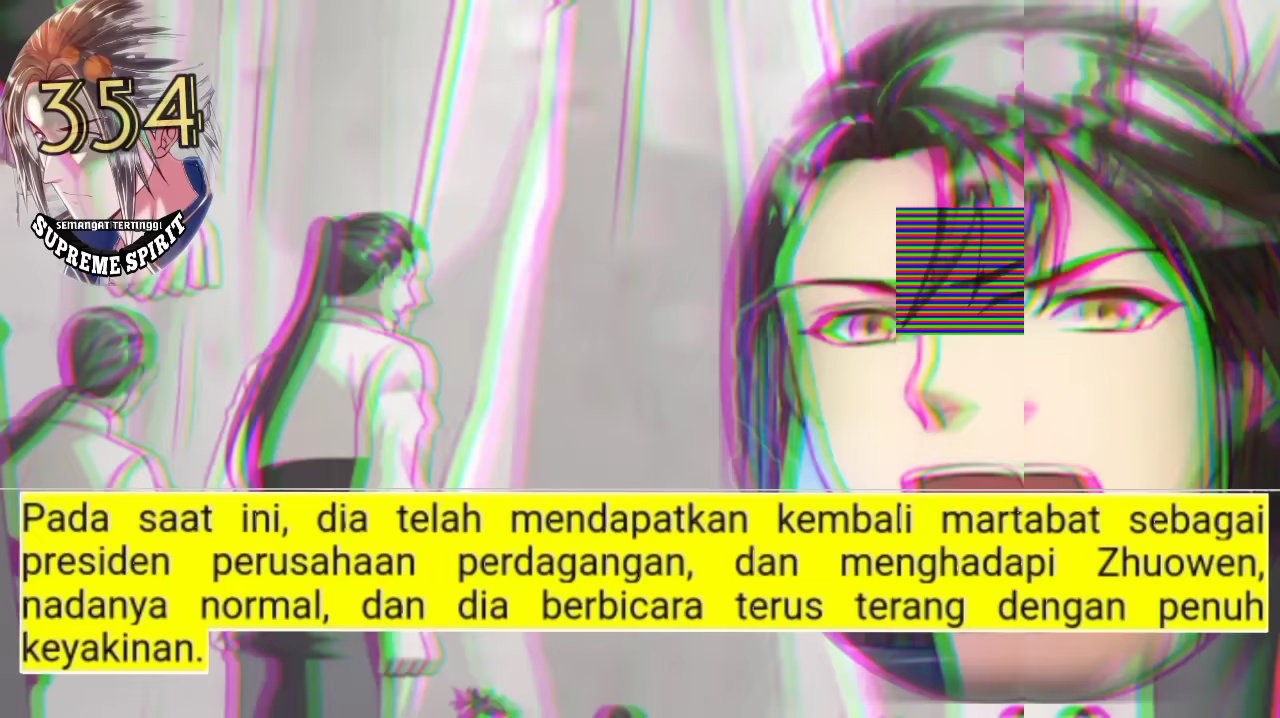 354
SEMANGAT TERTINGGI
SUPREME SPIRIT
Pada saat ini, dia telah mendapatkan kembali martabat sebagai
presiden perusahaan perdagangan, dan menghadapi Zhuowen,
nadanya normal, dan dia berbicara terus terang dengan penuh
keyakinan.